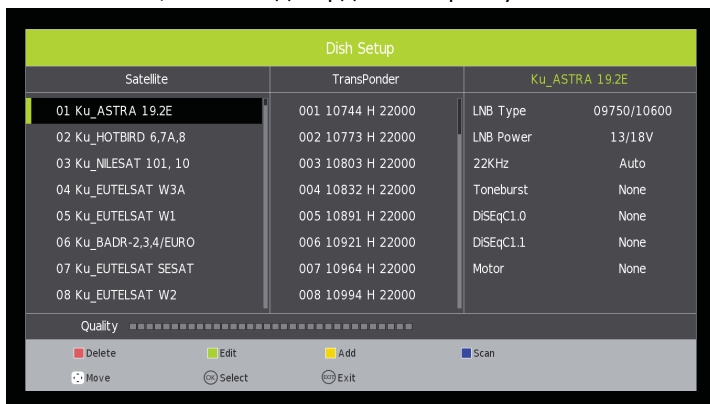 Dish Setup
Satellite TransPonder Ku_ASTRA 19.2E
01 Ku_ASTRA 19.2E 001 10744 H 22000 LNB Type 09750/10600
02 Ku_HOTBIRD 6,7A,8 002 10773 H 22000 LNB Power 13/18V
03 Ku_NILESAT 101, 10 003 10803 H 22000 22KHz Auto
04 Ku_EUTELSAT W3A 004 10832 H 22000 Toneburst None
05 Ku_EUTELSAT W1 005 10891 H 22000 DiSEqC1.0 None
06 Ku_BADR-2,3,4/EURO 006 10921 H 22000 DiSEqC1.1 None
07 Ku_EUTELSAT SESAT 007 10964 H 22000 Motor None
08 Ku_EUTELSAT W2 008 10994 H 22000
Quality
Delete Edit Add Scan
Move OK Select EXIT Exit